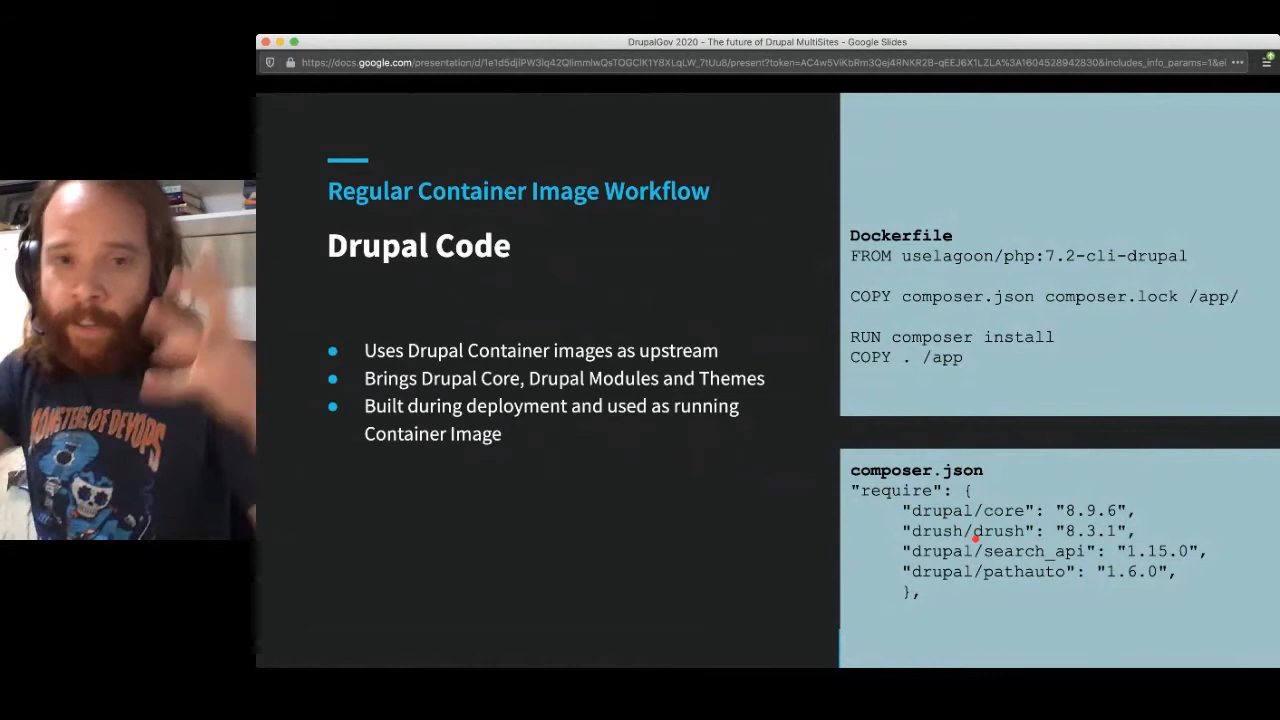 DrupalGov 2020 - The future of Drupal MultiSites - Google Slides
Regular Container Image Workflow
Drupal Code
● Uses Drupal Container images as upstream
● Brings Drupal Core, Drupal Modules and Themes
● Built during deployment and used as running
Container Image
Dockerfile
FROM uselagoon/php:7.2-cli-drupal
COPY composer.json composer.lock /app/
RUN composer install
COPY . /app
composer.json
"require": {
"drupal/core": "8.9.6",
"drush/drush": "8.3.1",
"drupal/search_api": "1.15.0",
"drupal/pathauto": "1.6.0",
},
MONSTERS OF DEVOPS